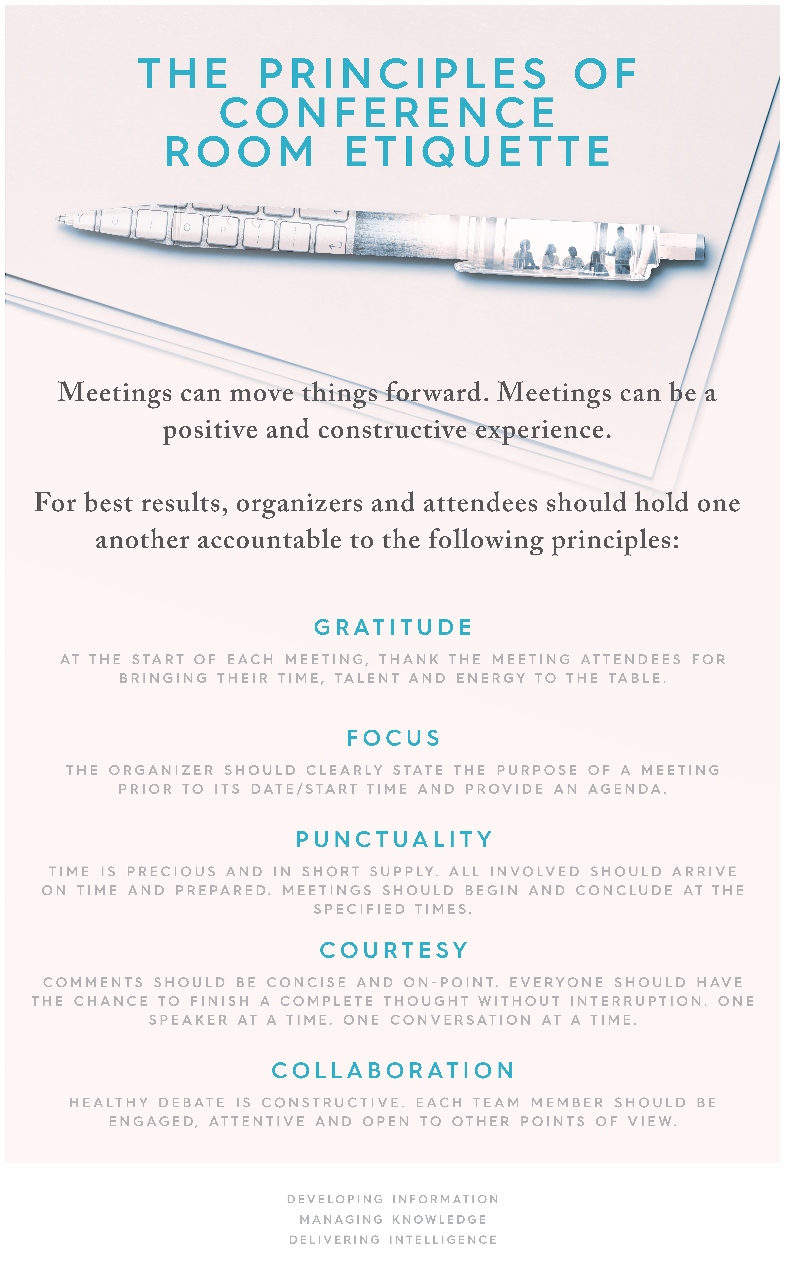 THE PRINCIPLES OF
CONFERENCE
ROOM ETIQUETTE
Meetings can move things forward. Meetings can be a
positive and constructive experience.
For best results, organizers and attendees should hold one
another accountable to the following principles:
GRATITUDE
AT THE START OF EACH MEETING, THANK THE MEETING ATTENDEES FOR
BRINGING THEIR TIME, TALENT AND ENERGY TO THE TABLE.
FOCUS
THE ORGANIZER SHOULD CLEARLY STATE THE PURPOSE OF A MEETING
PRIOR TO ITS DATE/START TIME AND PROVIDE AN AGENDA.
PUNCTUALITY
TIME IS PRECIOUS AND IN SHORT SUPPLY. ALL INVOLVED SHOULD ARRIVE
ON TIME AND PREPARED. MEETINGS SHOULD BEGIN AND CONCLUDE AT THE
SPECIFIED TIMES.
COURTESY
COMMENTS SHOULD BE CONCISE AND ON-POINT. EVERYONE SHOULD HAVE
THE CHANCE TO FINISH A COMPLETE THOUGHT WITHOUT INTERRUPTION. ONE
SPEAKER AT A TIME. ONE CONVERSATION AT A TIME.
COLLABORATION
HEALTHY DEBATE IS CONSTRUCTIVE. EACH TEAM MEMBER SHOULD BE
ENGAGED, ATTENTIVE AND OPEN TO OTHER POINTS OF VIEW.
DEVELOPING INFORMATION
MANAGING KNOWLEDGE
DELIVERING INTELLIGENCE